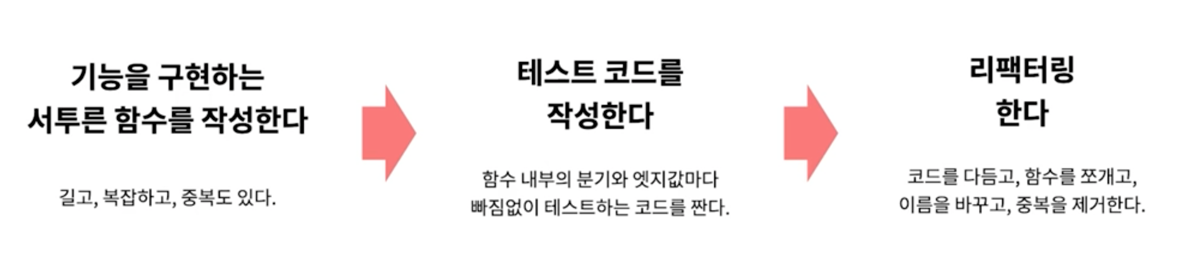 기능을 구현하는
서투른 함수를 작성한다
길고, 복잡하고, 중복도 있다.
테스트 코드를
작성한다
함수 내부의 분기와 엣지값마다
빠짐없이 테스트하는 코드를 짠다.
리팩터링
한다
코드를 다듬고, 함수를 쪼개고,
이름을 바꾸고, 중복을 제거한다.